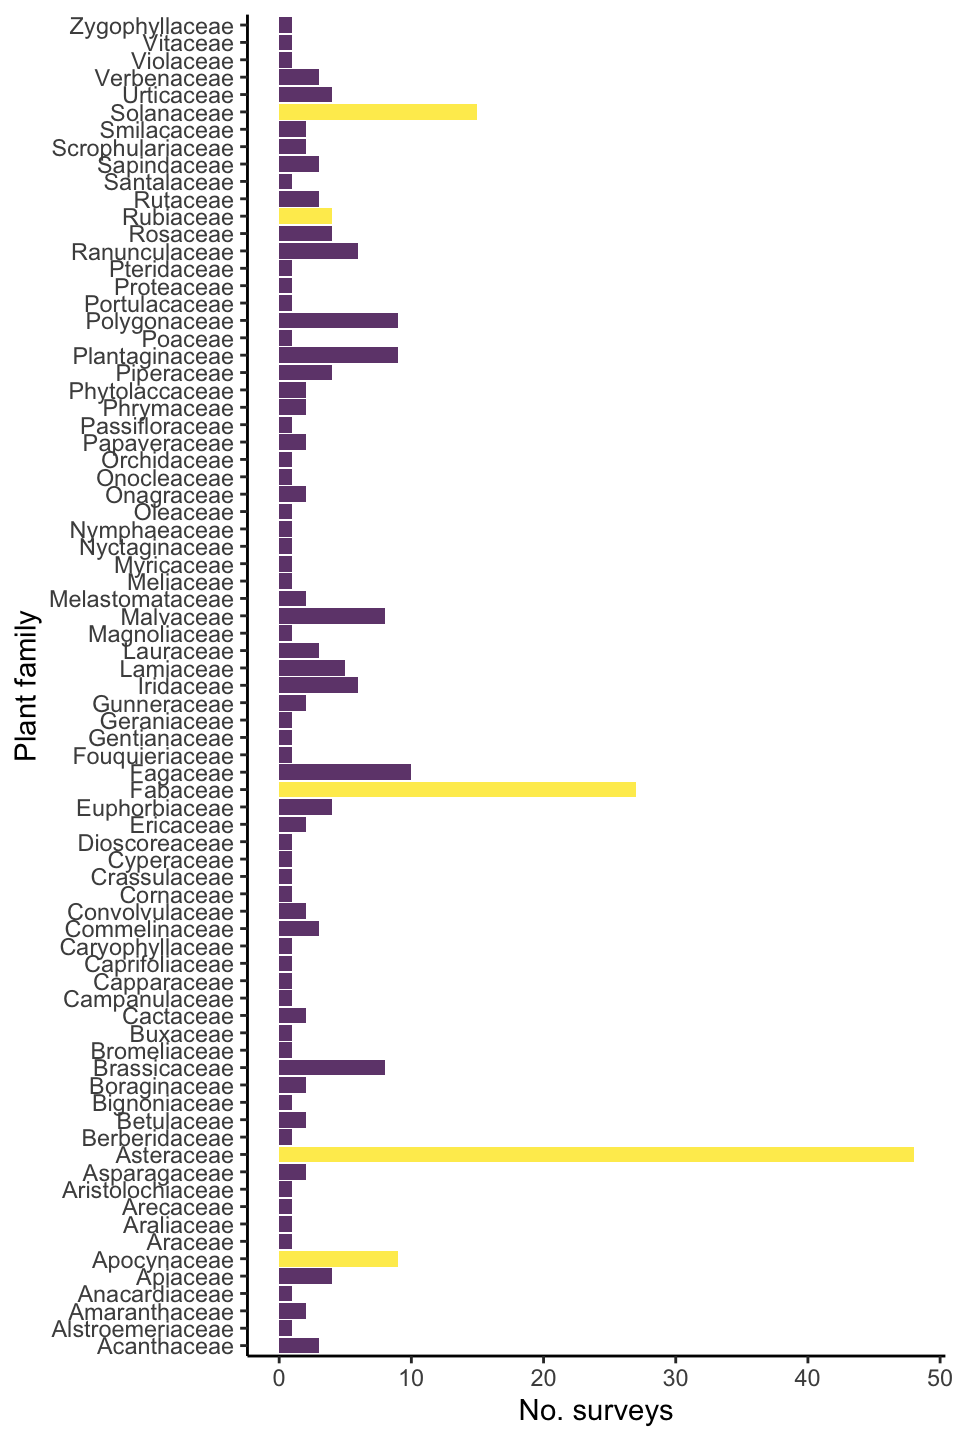 Zygophyllaceae
Vitaceae
Violaceae
Verbenaceae
Urticaceae
Solanaceae
Smilacaceae
Scrophulariaceae
Sapindaceae
Santalaceae
Rutaceae
Rubiaceae
Rosaceae
Ranunculaceae
Pteridaceae
Proteaceae
Portulacaceae
Polygonaceae
Poaceae
Plantaginaceae
Piperaceae
Phytolaccaceae
Phrymaceae
Passifloraceae
Papaveraceae
Orchidaceae
Onocleaceae
Onagraceae
Oleaceae
Nymphaeaceae
Nyctaginaceae
Myricaceae
Meliaceae
Melastomataceae
Malvaceae
Magnoliaceae
Lauraceae
Lamiaceae
Iridaceae
Gunneraceae
Geraniaceae
Gentianaceae
Fouquieriaceae
Fagaceae
Fabaceae
Euphorbiaceae
Ericaceae
Dioscoreaceae
Cyperaceae
Crassulaceae
Cornaceae
Convolvulaceae
Commelinaceae
Caryophyllaceae
Caprifoliaceae
Capparaceae
Campanulaceae
Cactaceae
Buxaceae
Bromeliaceae
Brassicaceae
Boraginaceae
Bignoniaceae
Betulaceae
Berberidaceae
Asteraceae
Asparagaceae
Aristolochiaceae
Arecaceae
Araliaceae
Araceae
Apocynaceae
Apiaceae
Anacardiaceae
Amaranthaceae
Alstroemeriaceae
Acanthaceae
Plant family
0 10 20 30 40 50
No. surveys